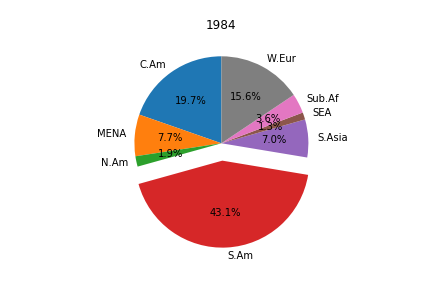 1984
C.Am
W.Eur
19.7%
15.6%
Sub.Af
3.6%
SEA
1.3%
MENA
7.7%
S.Asia
7.0%
N.Am
1.9%
43.1%
S.Am